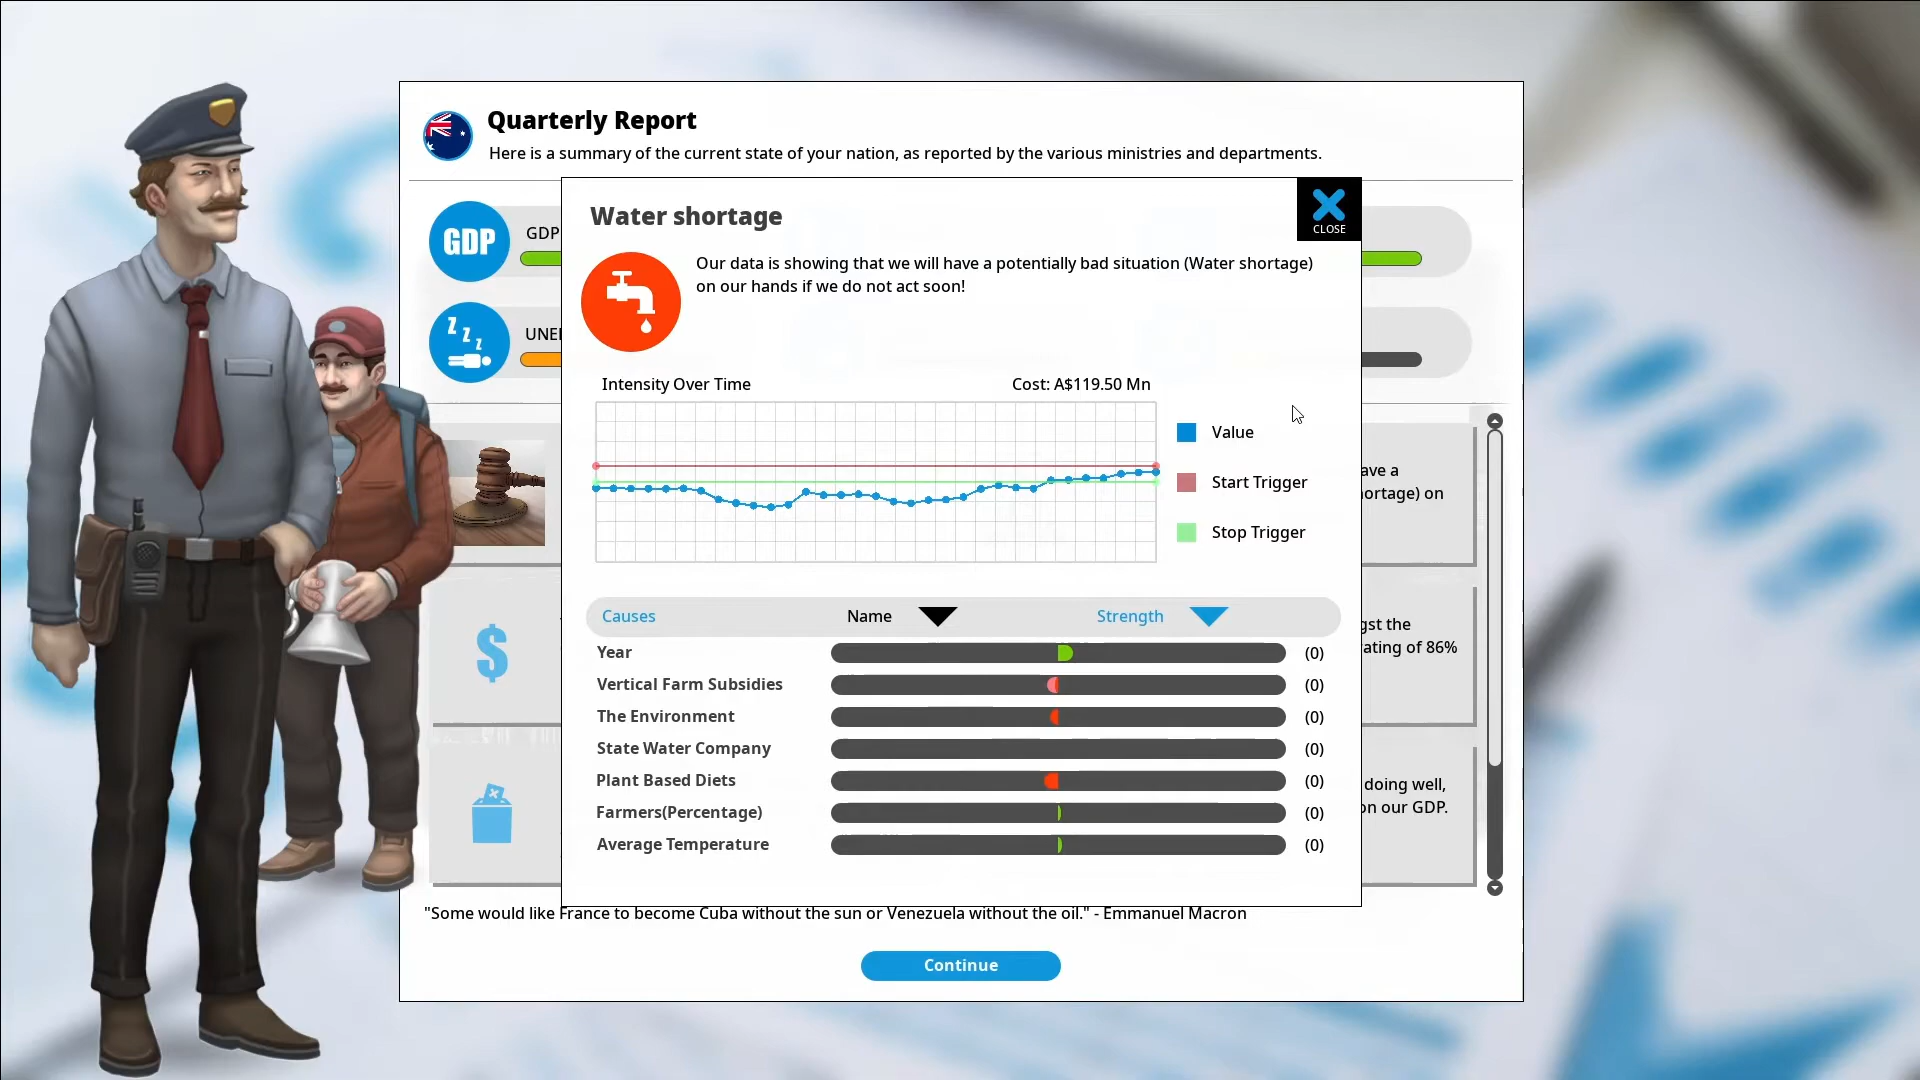 Quarterly Report
Here is a summary of the current state of your nation, as reported by the various ministries and departments.
GDP
GDP
Water shortage
CLOSE
Our data is showing that we will have a potentially bad situation (Water shortage)
on our hands if we do not act soon!
Z
Z
Z
Intensity Over Time
Cost: A$119.50 Mn
Value
Start Trigger
Stop Trigger
ave a
ortage) on
Causes
Name
Strength
Year
(0)
Vertical Farm Subsidies
(0)
The Environment
(0)
State Water Company
(0)
Plant Based Diets
(0)
Farmers(Percentage)
(0)
Average Temperature
(0)
$
gst the
ating of 86%
doing well,
on our GDP.
"Some would like France to become Cuba without the sun or Venezuela without the oil." - Emmanuel Macron
Continue